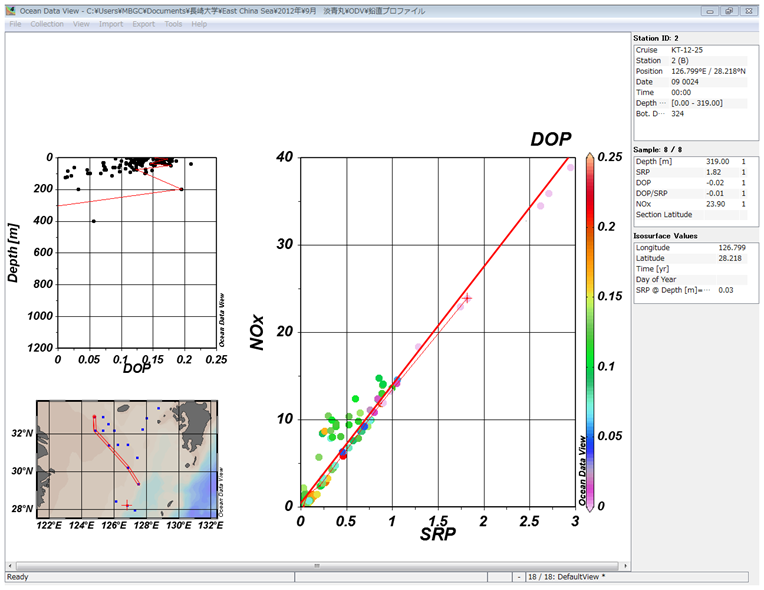 Ocean Data View - C:¥Users¥MBGC¥Documents¥長崎大学¥East China Sea¥2012年9月　淡青丸¥ODV¥鉛直プロファイル
File Collection View Import Export Tools Help
Station ID: 2
Cruise KT-12-25
Station 2 (B)
Position 126.799°E / 28.218°N
Date 09 0024
Time 00:00
Depth ··· [0.00 - 319.00]
Bot. D··· 324
Sample: 8 / 8
Depth [m] 319.00 1
SRP 1.82 1
DOP -0.02 1
DOP/SRP -0.01 1
NOx 23.90 1
Section Latitude
Isosurface Values
Longitude 126.799
Latitude 28.218
Time [yr]
Day of Year
SRP @ Depth [m]=··· 0.03
0
200
400
600
800
1000
1200
Depth [m]
0 0.05 0.1 0.15 0.2 0.25
DOP
Ocean Data View
32°N
30°N
28°N
122°E 124°E 126°E 128°E 130°E 132°E
Ocean Data View
DOP
40
30
20
10
0
NOx
0 0.5 1 1.5 2 2.5 3
SRP
0.25
0.2
0.15
0.1
0.05
0
Ocean Data View
Ready
- 18 / 18: DefaultView *